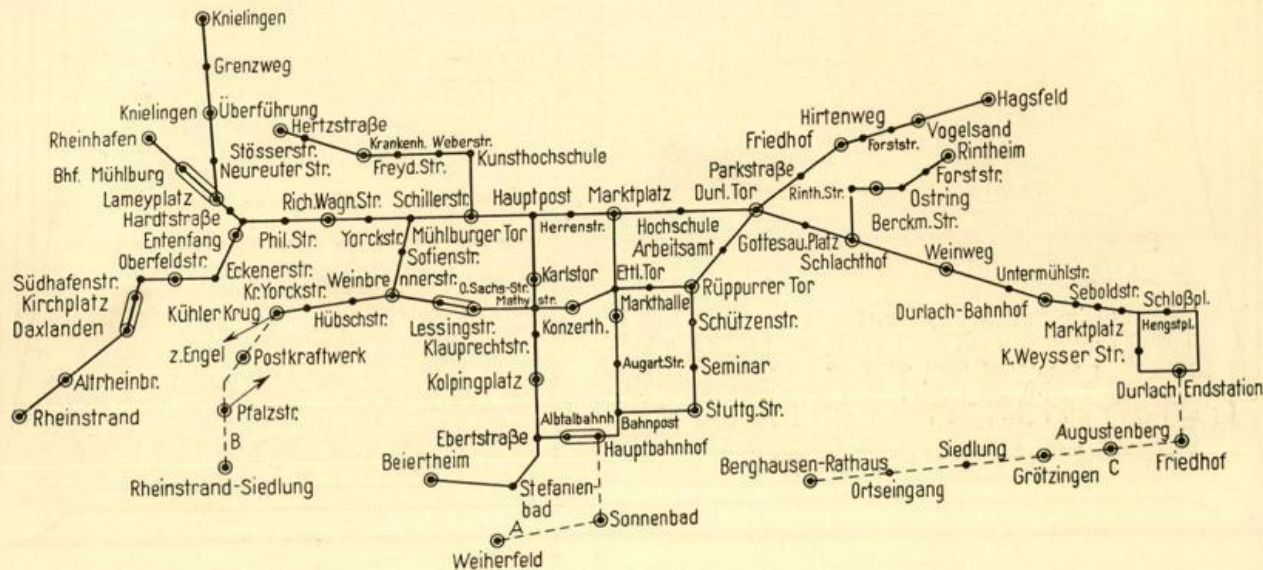 Knielingen
Grenzweg
Knielingen
Überführung
Rheinhafen
Hertzstraße
Stösserstr.
Krankenh.
Weberstr.
Freyd.Str.
Kunsthochschule
Neureuter Str.
Bhf. Mühlburg
Lameyplatz
Hardtstraße
Entenfang
Rich.Wagn.Str.
Schillerstr.
Phil.Str.
Yorckstr.
Mühlburger Tor
Hauptpost
Herrenstr.
Marktplatz
Hochschule
Durl.Tor
Parkstraße
Friedhof
Hirtenweg
Forststr.
Vogelsand
Hagsfeld
Rintheim
Forststr.
Ostring
Rinth.Str.
Berckm.Str.
Gottesau.Platz
Schlachthof
Weinweg
Untermühlstr.
Durlach-Bahnhof
Seboldstr.
Marktplatz
Schloßpl.
Hengstpl.
K.Weysser Str.
Durlach Endstation
Friedhof
Augustenberg
C
Grötzingen
Siedlung
Ortseingang
Berghausen-Rathaus
Arbeitsamt
Rüppurrer Tor
Schützenstr.
Seminar
Stuttg.Str.
Ettl.Tor
Markthalle
Augart.Str.
Bahnpost
Hauptbahnhof
Albtalbahnh
Karlstor
Mathystr.
Konzerth.
Klauprechtstr.
Kolpingplatz
Ebertstraße
Stefanien
bad
Beiertheim
Sonnenbad
A
Weiherfeld
Sofienstr.
Weinbrennerstr.
O.Sachs-Str.
Lessingstr.
Kr.Yorckstr.
Hübschstr.
Kühler Krug
z.Engel
Postkraftwerk
Pfalzstr.
B
Rheinstrand-Siedlung
Eckenerstr.
Oberfeldstr.
Südhafenstr.
Kirchplatz
Daxlanden
Altrheinbr.
Rheinstrand